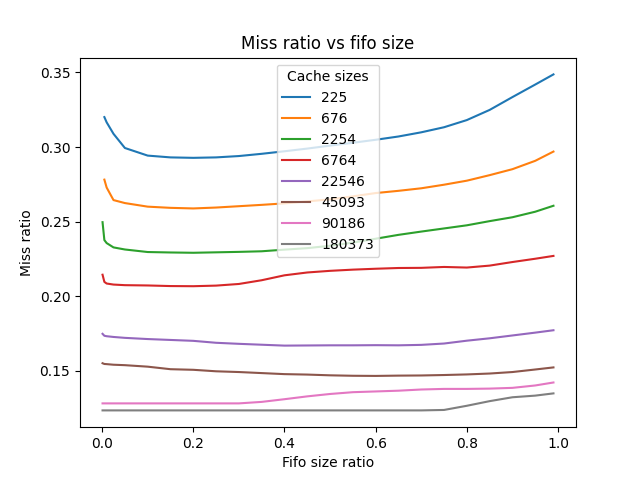 Miss ratio vs fifo size
Cache sizes
225
676
2254
6764
22546
45093
90186
180373
Miss ratio
0.35
0.30
0.25
0.20
0.15
0.0 0.2 0.4 0.6 0.8 1.0
Fifo size ratio